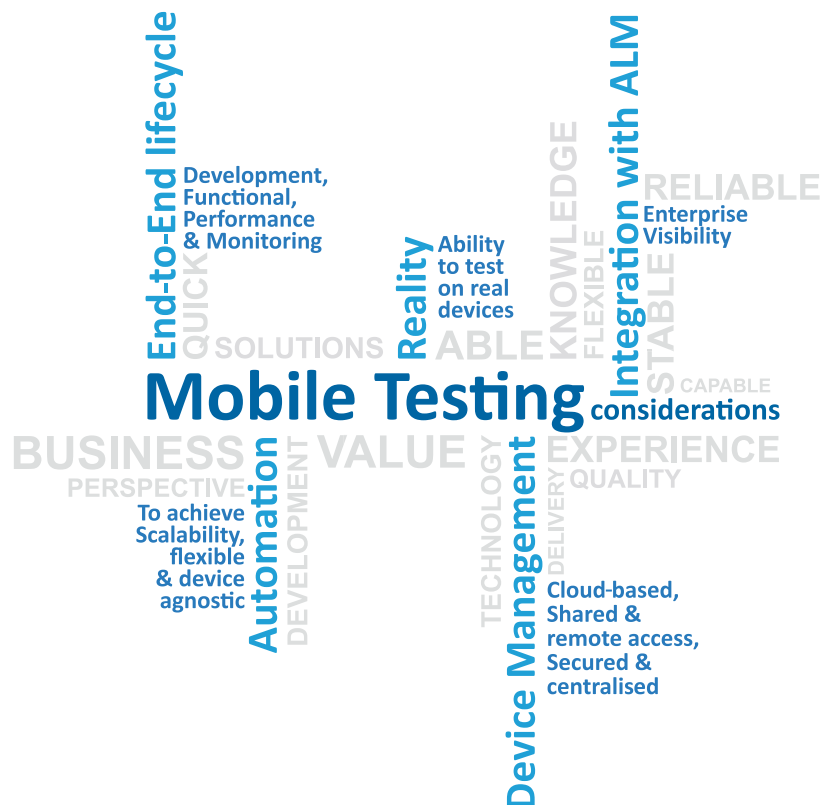 End-to-End lifecycle
Development,
Functional,
Performance
& Monitoring
QUICK
SOLUTIONS
Reality
Ability
to test
on real
devices
ABLE
KNOWLEDGE
FLEXIBLE
Integration with ALM
RELIABLE
Enterprise
Visibility
STABLE
CAPABLE
Mobile Testing considerations
BUSINESS
PERSPECTIVE
To achieve
Scalability,
flexible
& device
agnostic
Automation
DEVELOPMENT
VALUE
TECHNOLOGY
Device Management
EXPERIENCE
QUALITY
DELIVERY
Cloud-based,
Shared &
remote access,
Secured &
centralised